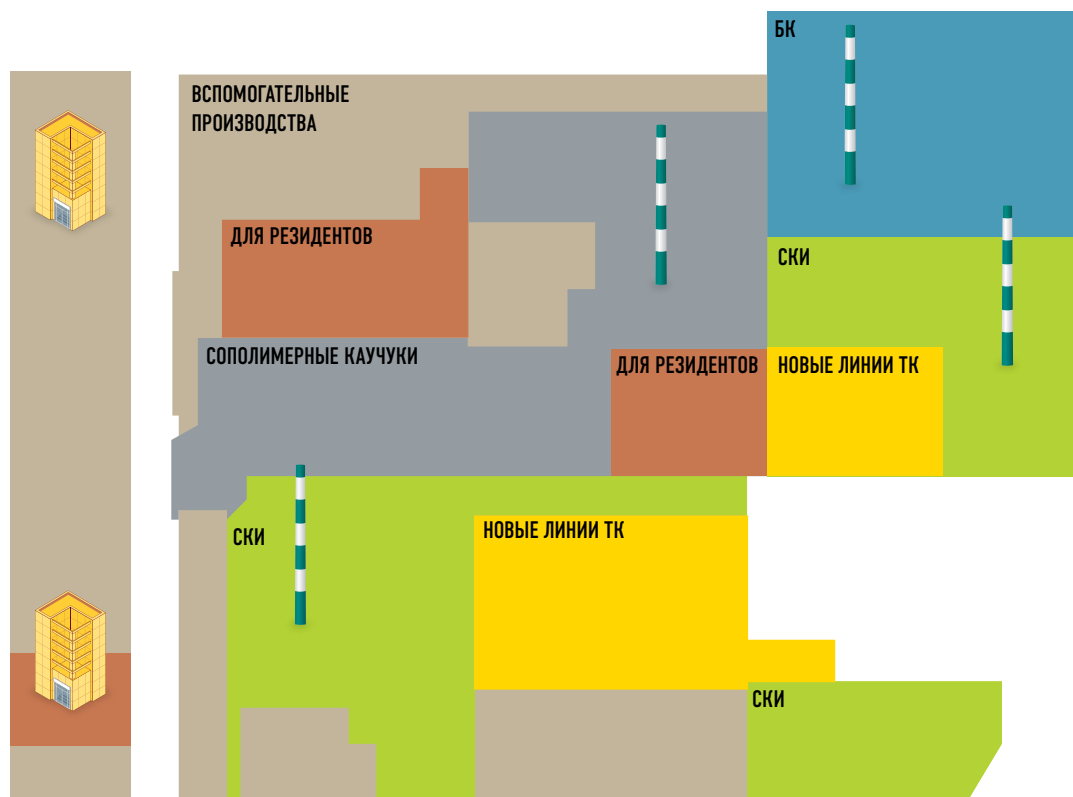 БК
ВСПОМОГАТЕЛЬНЫЕ
ПРОИЗВОДСТВА
ДЛЯ РЕЗИДЕНТОВ
СКИ
СОПОЛИМЕРНЫЕ КАУЧУКИ
ДЛЯ РЕЗИДЕНТОВ
НОВЫЕ ЛИНИИ ТК
СКИ
НОВЫЕ ЛИНИИ ТК
СКИ